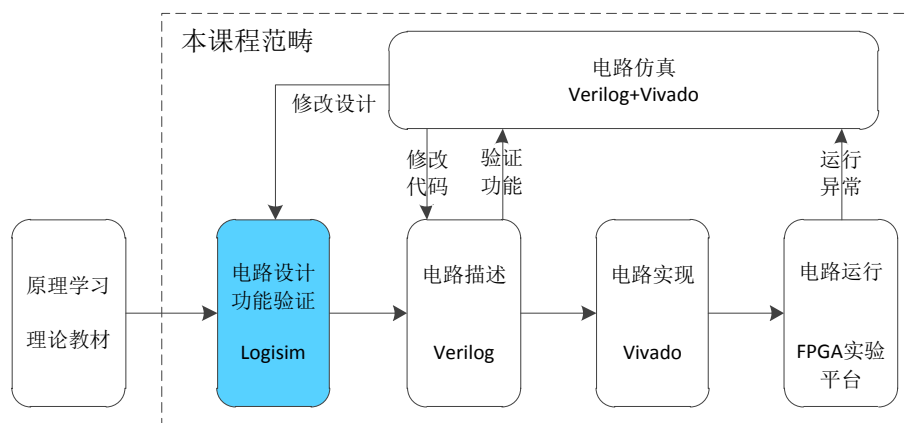 本课程范畴
电路仿真
Verilog+Vivado
修改设计
修改
代码
验证
功能
运行
异常
原理学习
理论教材
电路设计
功能验证
Logisim
电路描述
Verilog
电路实现
Vivado
电路运行
FPGA实验
平台